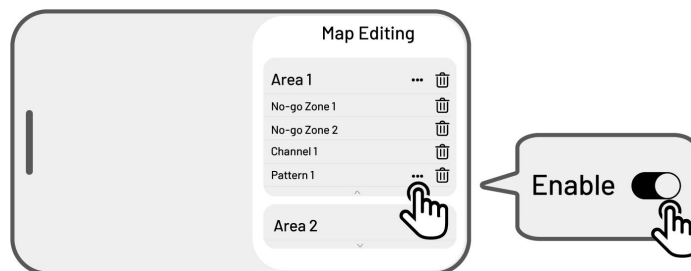 Map Editing
Area 1
No-go Zone 1
No-go Zone 2
Channel 1
Pattern 1
Area 2
Enable